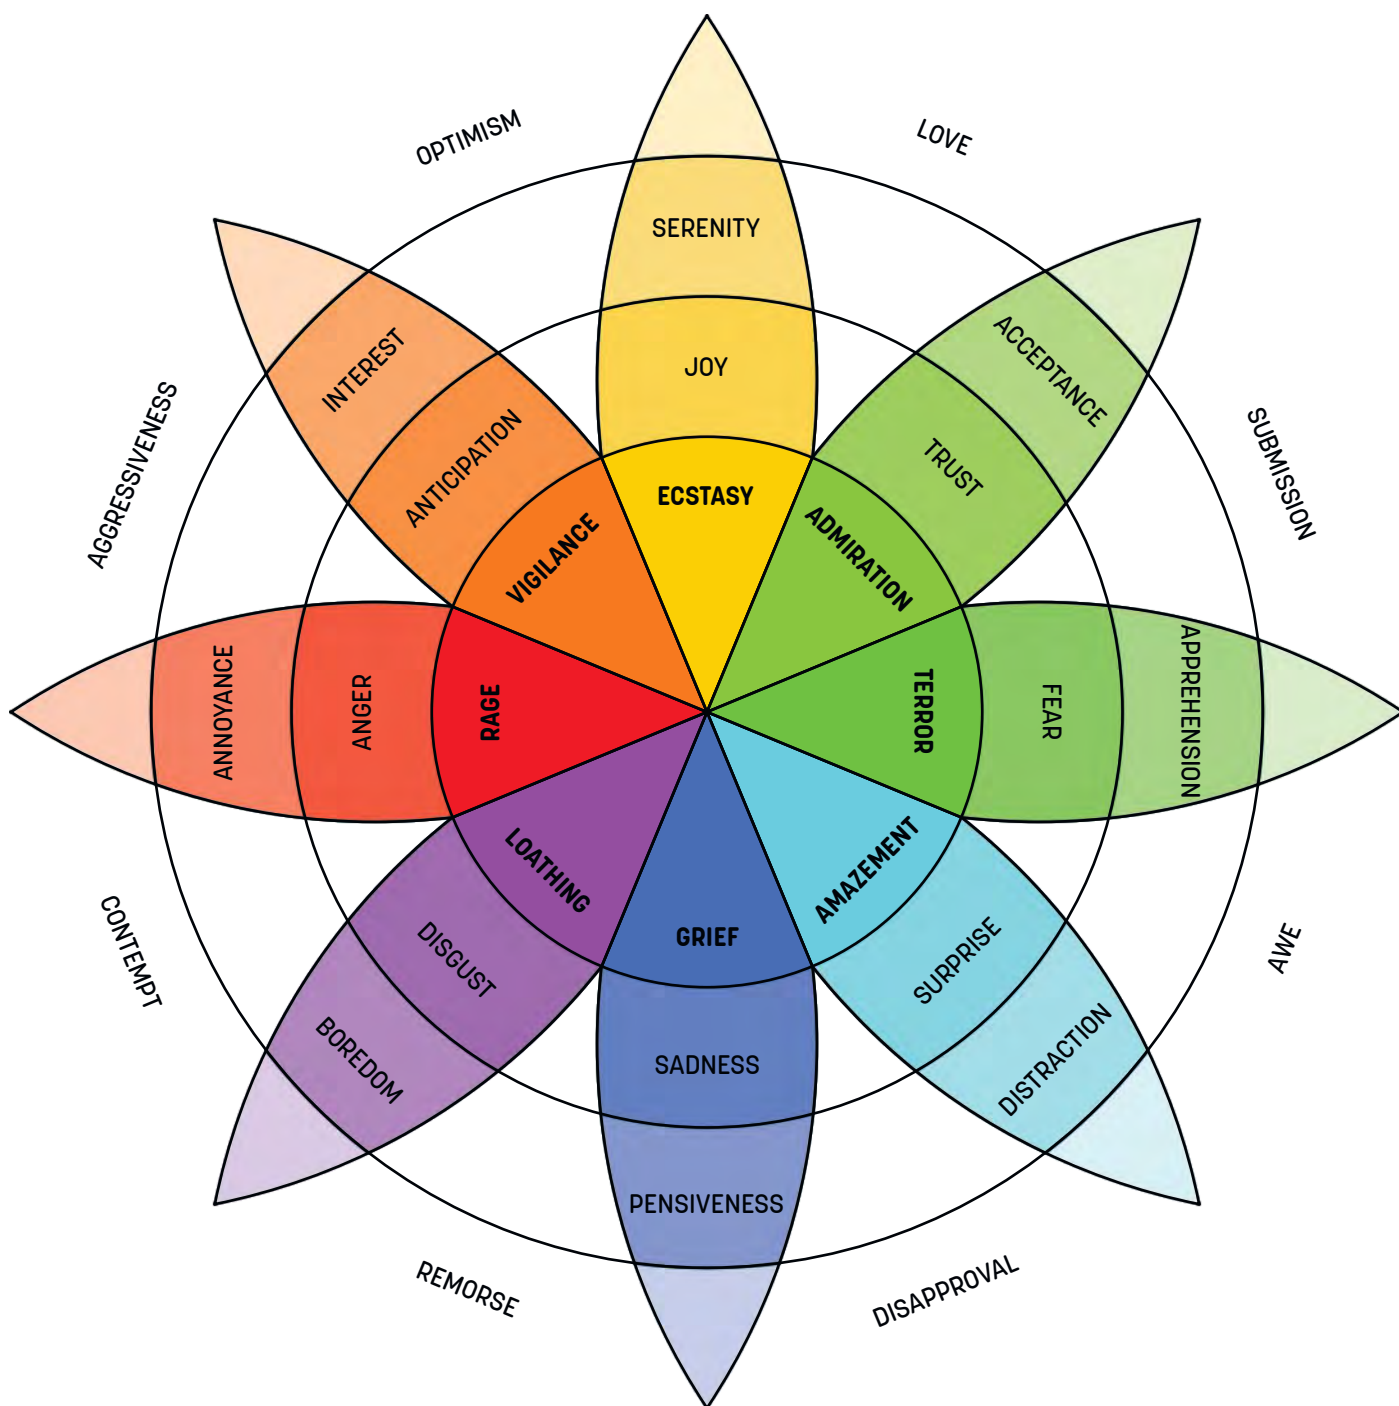 OPTIMISM
LOVE
SERENITY
INTEREST
ACCEPTANCE
JOY
AGGRESSIVENESS
ANTICIPATION
TRUST
SUBMISSION
ECSTASY
VIGILANCE
ADMIRATION
ANNOYANCE
ANGER
RAGE
TERROR
FEAR
APPREHENSION
LOATHING
AMAZEMENT
GRIEF
CONTEMPT
DISGUST
SURPRISE
AWE
BOREDOM
SADNESS
DISTRACTION
PENSIVENESS
REMORSE
DISAPPROVAL